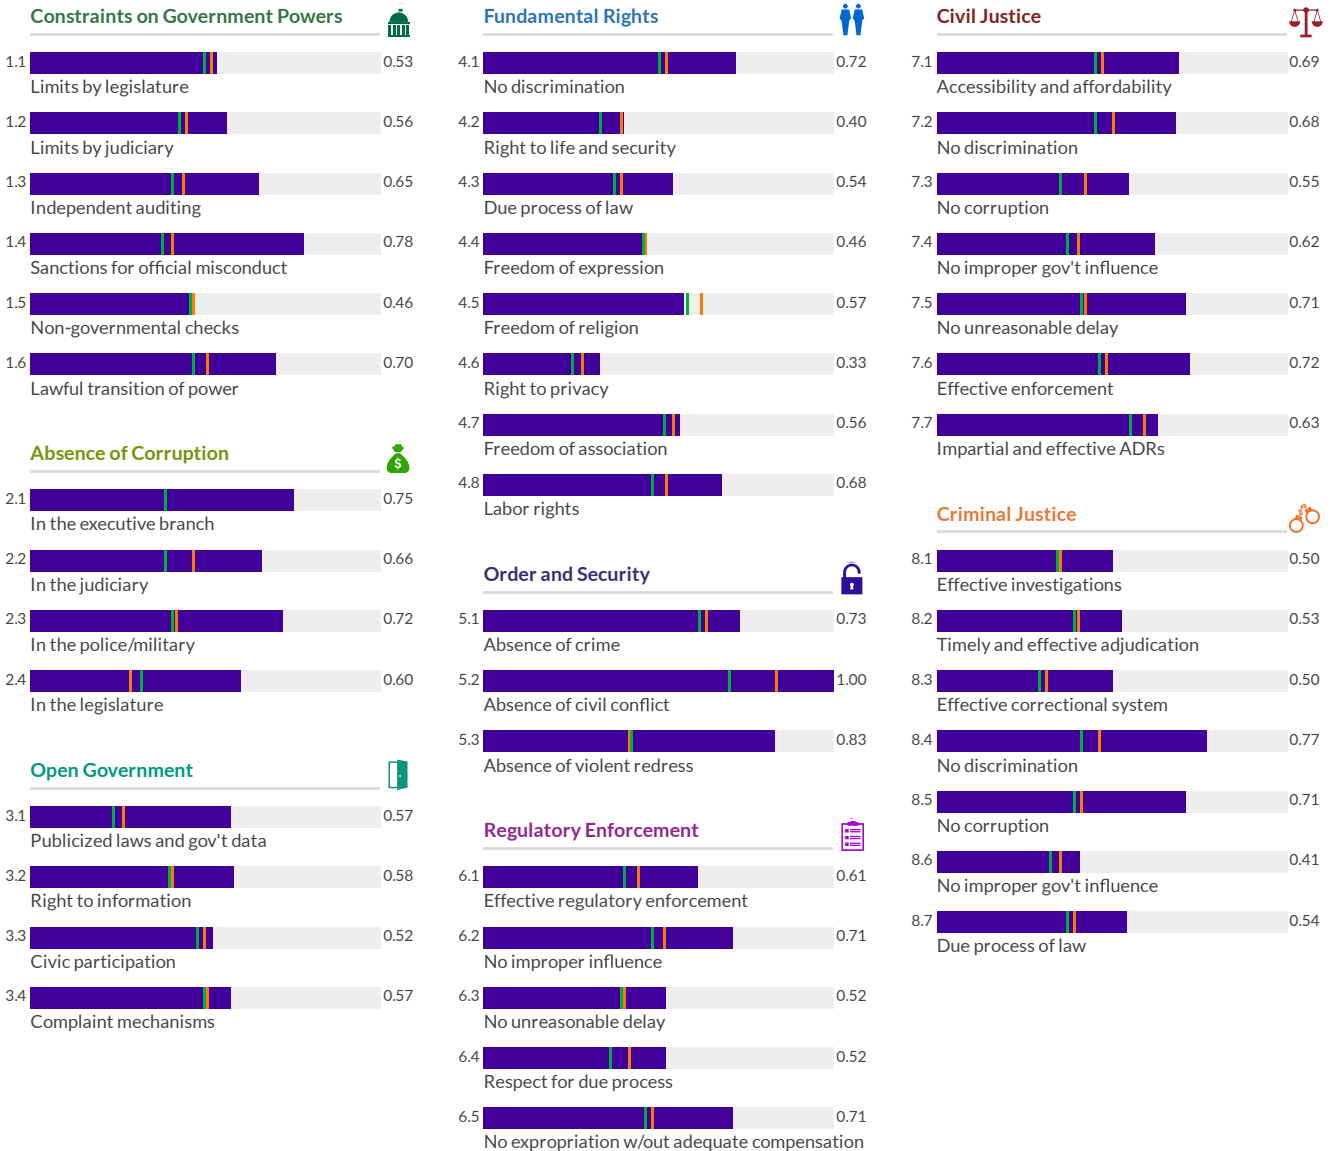 Constraints on Government Powers
1.1 0.53
Limits by legislature
1.2 0.56
Limits by judiciary
1.3 0.65
Independent auditing
1.4 0.78
Sanctions for official misconduct
1.5 0.46
Non-governmental checks
1.6 0.70
Lawful transition of power
Absence of Corruption
$
2.1 0.75
In the executive branch
2.2 0.66
In the judiciary
2.3 0.72
In the police/military
2.4 0.60
In the legislature
Open Government
3.1 0.57
Publicized laws and gov't data
3.2 0.58
Right to information
3.3 0.52
Civic participation
3.4 0.57
Complaint mechanisms
Fundamental Rights
4.1 0.72
No discrimination
4.2 0.40
Right to life and security
4.3 0.54
Due process of law
4.4 0.46
Freedom of expression
4.5 0.57
Freedom of religion
4.6 0.33
Right to privacy
4.7 0.56
Freedom of association
4.8 0.68
Labor rights
Order and Security
5.1 0.73
Absence of crime
5.2 1.00
Absence of civil conflict
5.3 0.83
Absence of violent redress
Regulatory Enforcement
6.1 0.61
Effective regulatory enforcement
6.2 0.71
No improper influence
6.3 0.52
No unreasonable delay
6.4 0.52
Respect for due process
6.5 0.71
No expropriation w/out adequate compensation
Civil Justice
7.1 0.69
Accessibility and affordability
7.2 0.68
No discrimination
7.3 0.55
No corruption
7.4 0.62
No improper gov't influence
7.5 0.71
No unreasonable delay
7.6 0.72
Effective enforcement
7.7 0.63
Impartial and effective ADRs
Criminal Justice
8.1 0.50
Effective investigations
8.2 0.53
Timely and effective adjudication
8.3 0.50
Effective correctional system
8.4 0.77
No discrimination
8.5 0.71
No corruption
8.6 0.41
No improper gov't influence
8.7 0.54
Due process of law